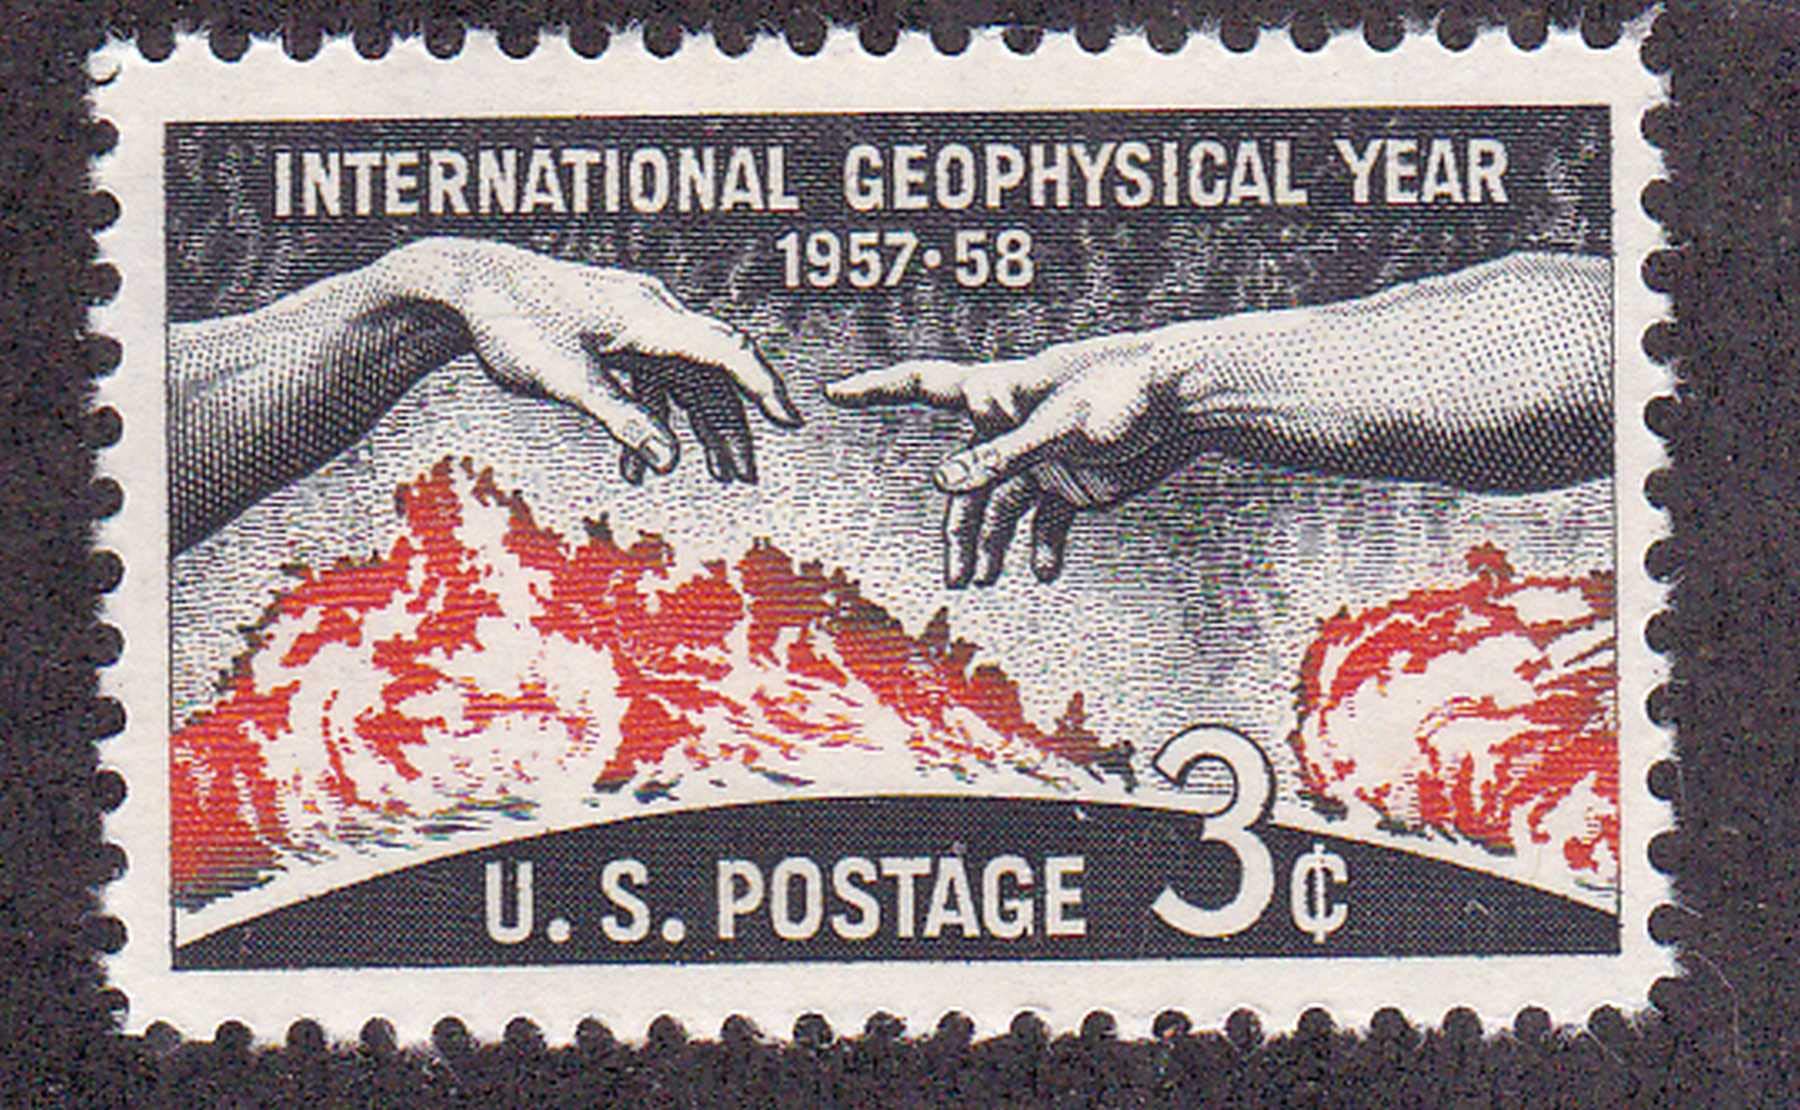 INTERNATIONAL GEOPHYSICAL YEAR
1957·58
U. S. POSTAGE 3¢